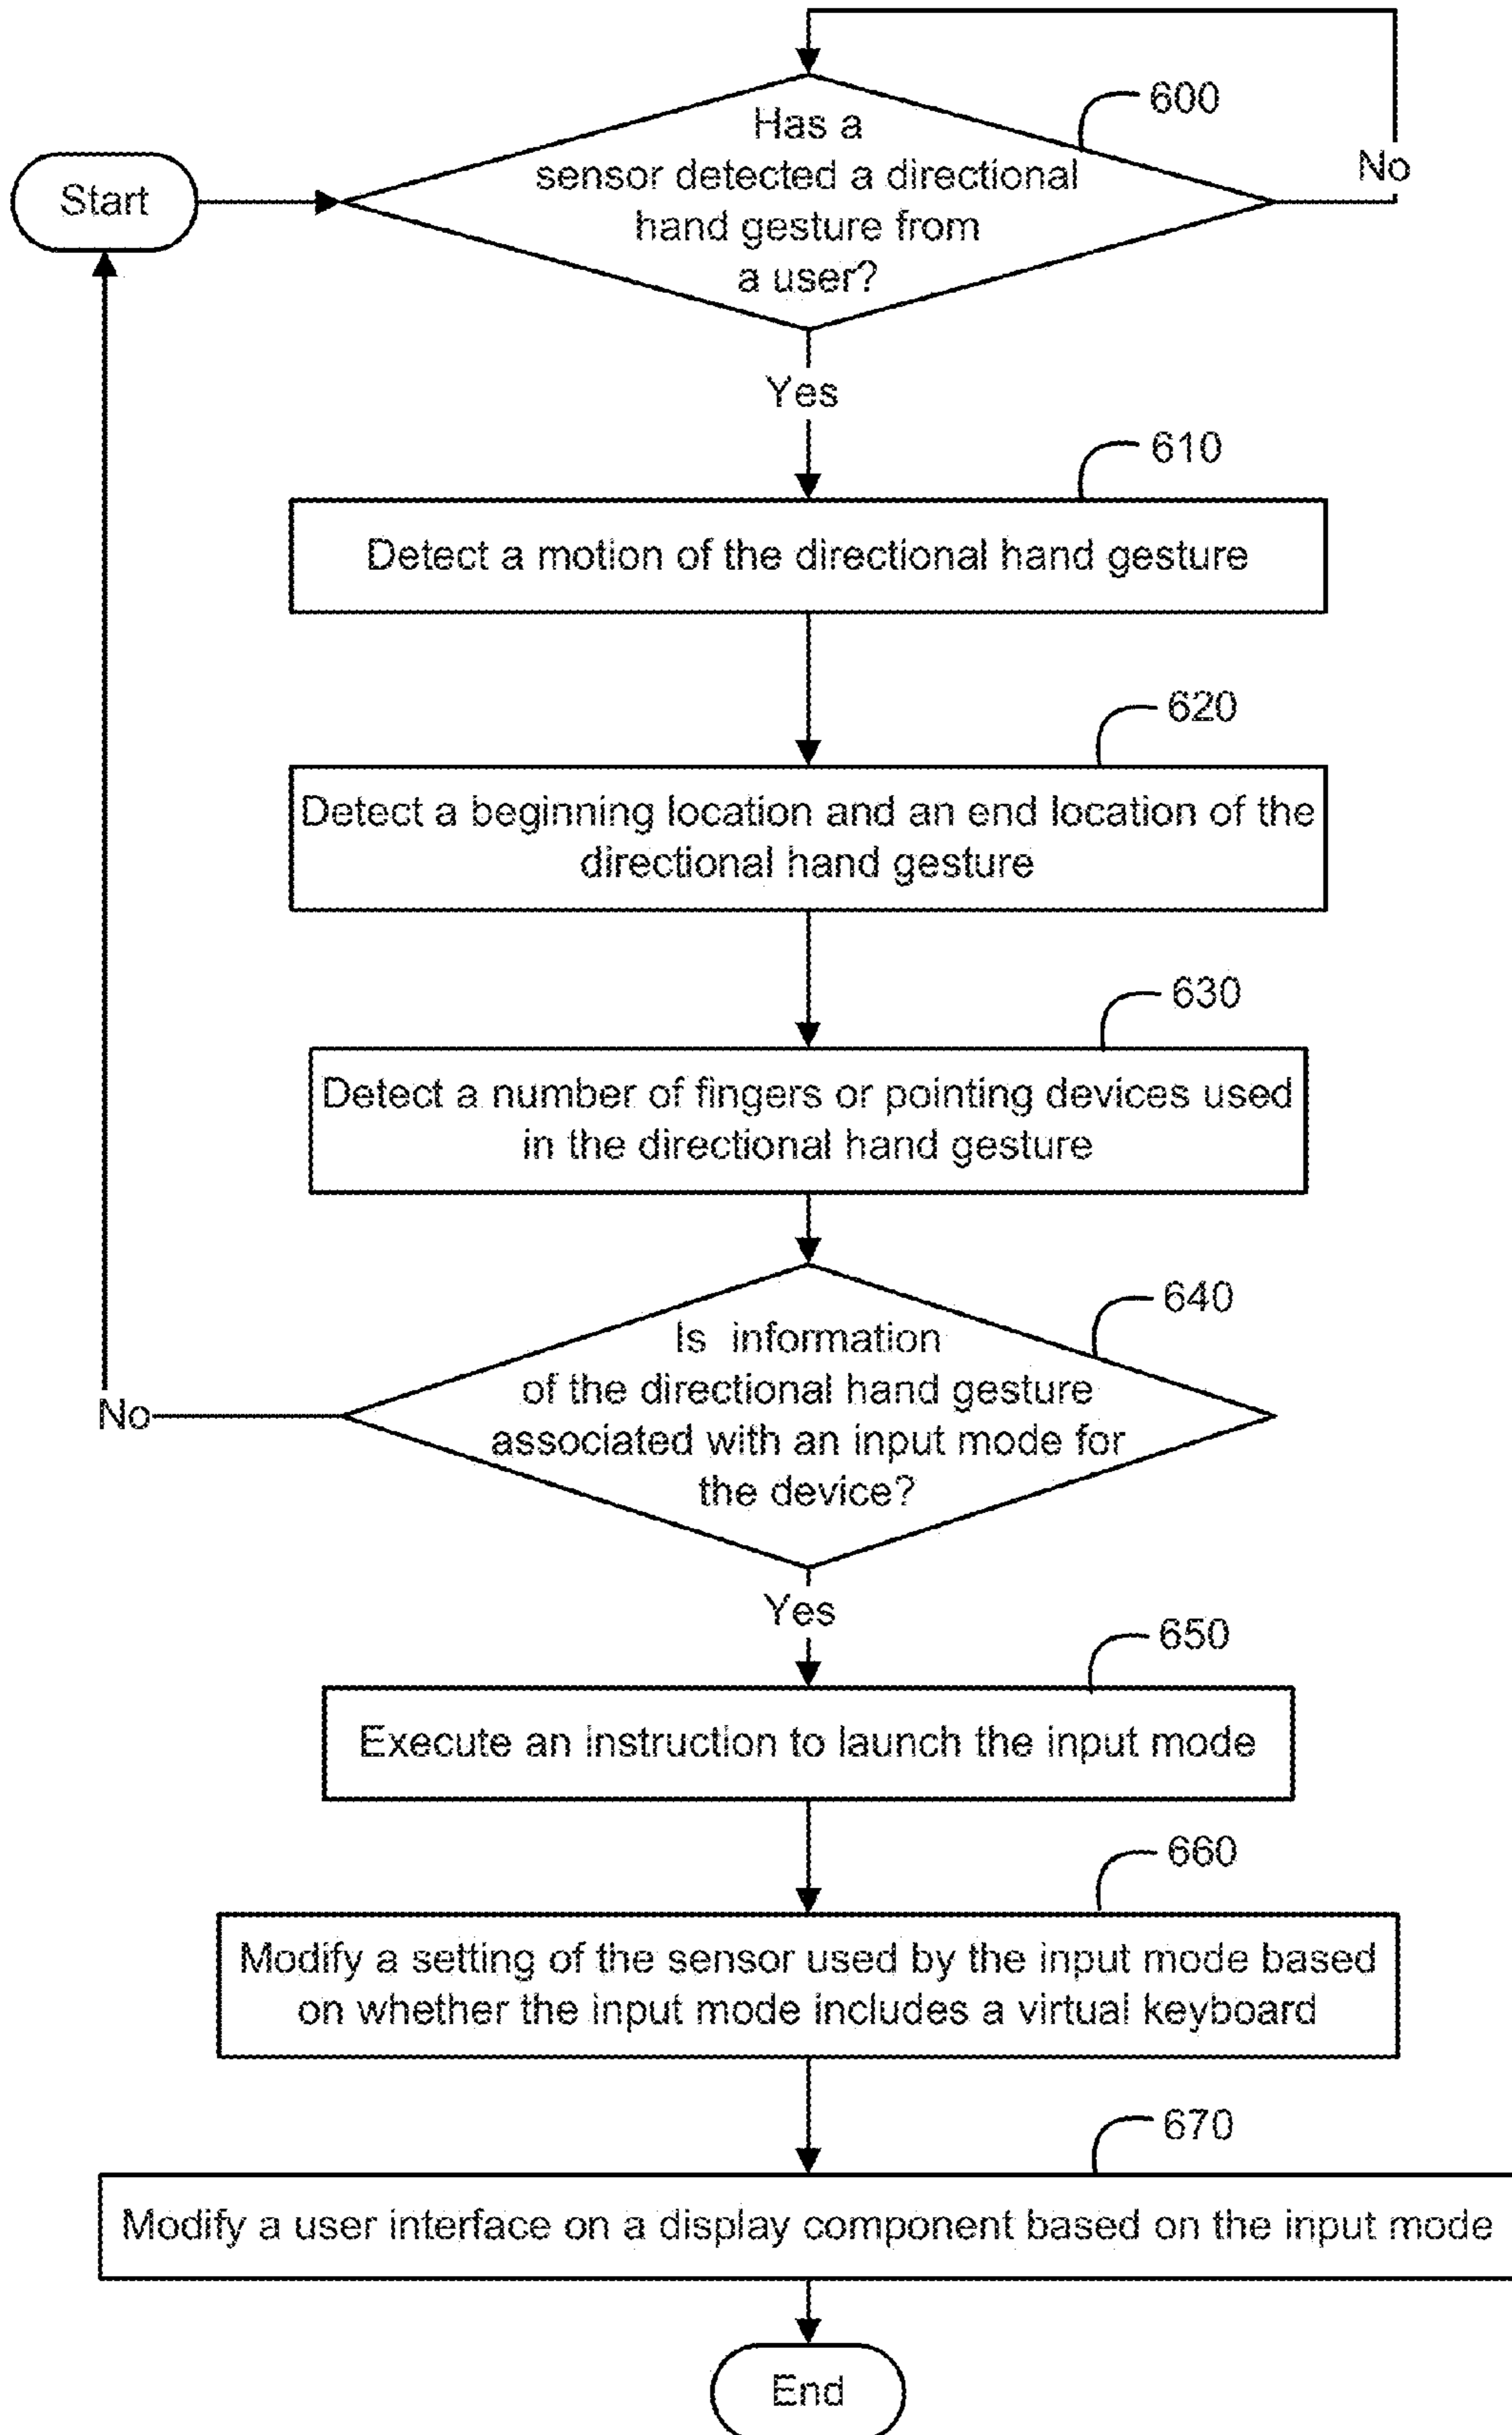 600
Has a
sensor detected a directional
hand gesture from
a user?
No
Start
Yes
610
Detect a motion of the directional hand gesture
620
Detect a beginning location and an end location of the
directional hand gesture
630
Detect a number of fingers or pointing devices used
in the directional hand gesture
640
Is information
of the directional hand gesture
associated with an input mode for
the device?
No
Yes
650
Execute an instruction to launch the input mode
660
Modify a setting of the sensor used by the input mode based
on whether the input mode includes a virtual keyboard
670
Modify a user interface on a display component based on the input mode
End